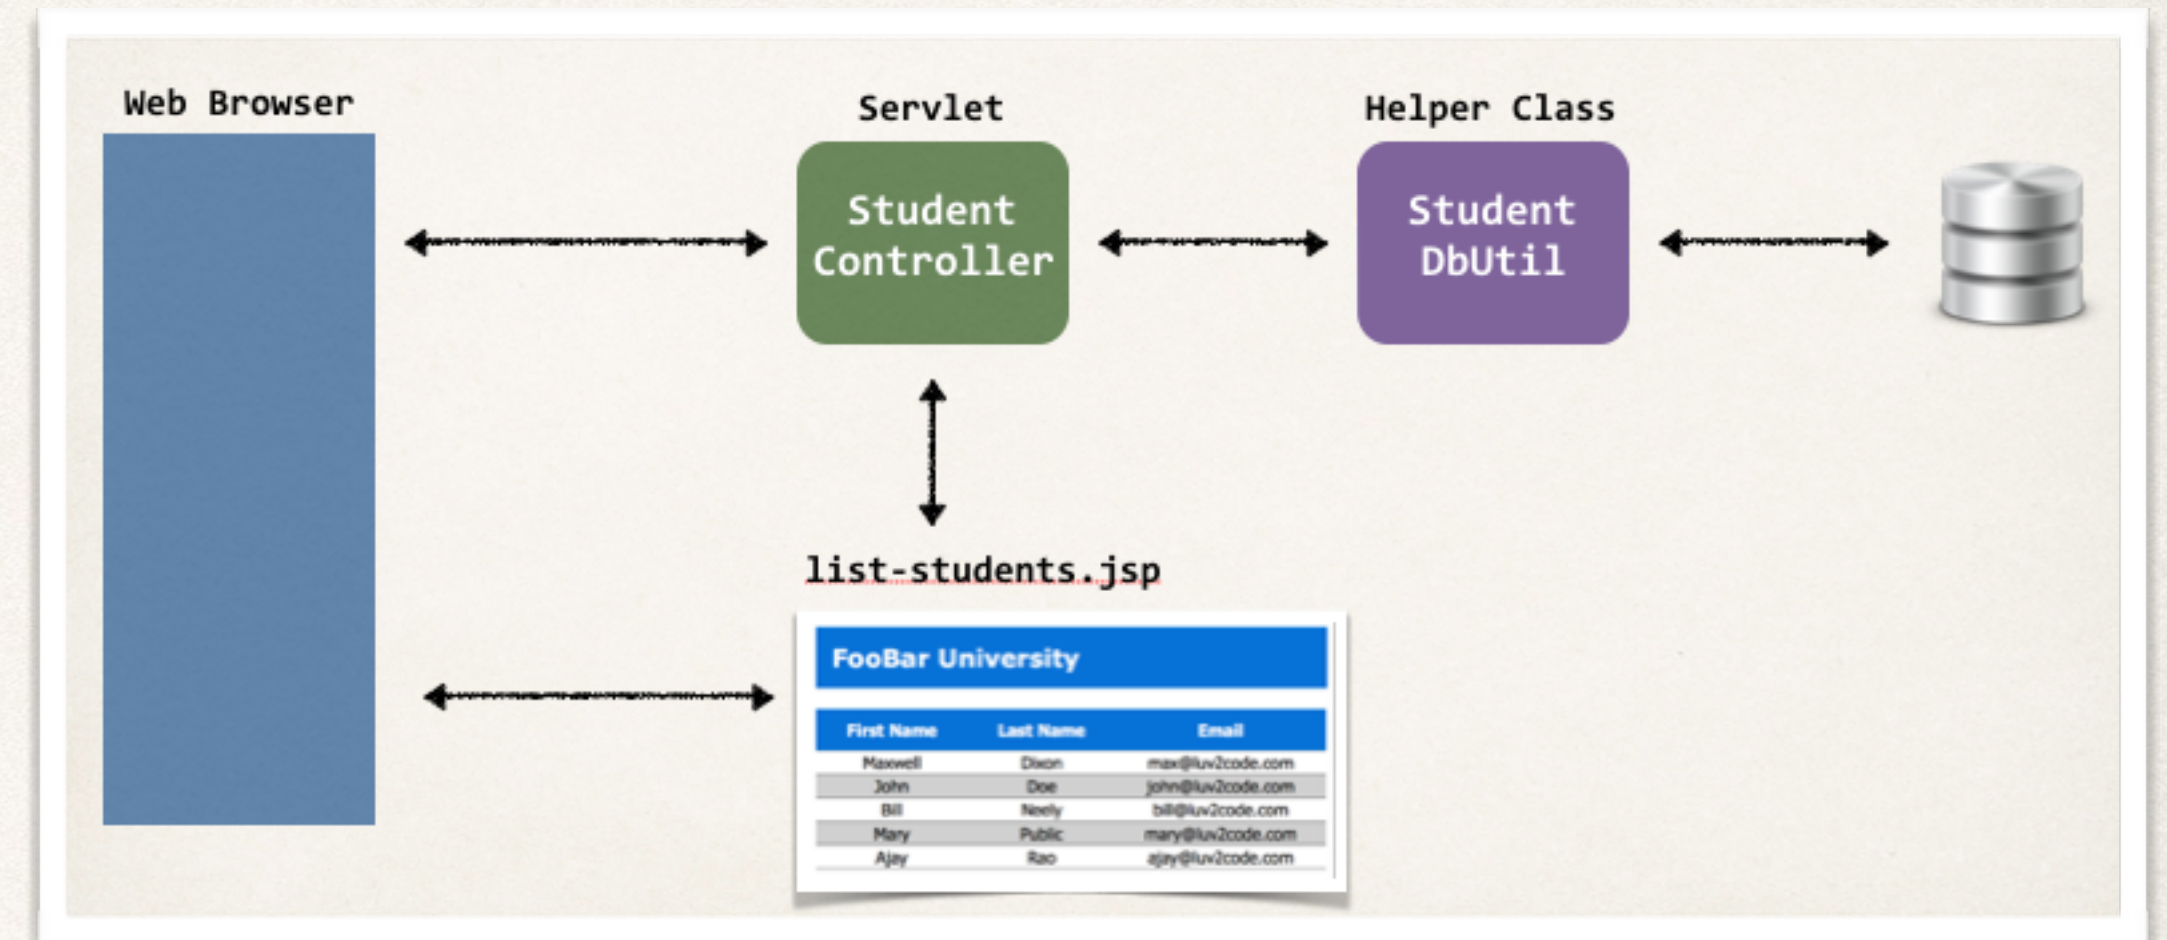 Web Browser
Servlet
Helper Class
Student
Controller
Student
DbUtil
list-students.jsp
FooBar University
First Name Last Name Email
Maxwell Dixon max@luv2code.com
John Doe john@luv2code.com
Bill Neely bill@luv2code.com
Mary Public mary@luv2code.com
Ajay Rao ajay@luv2code.com